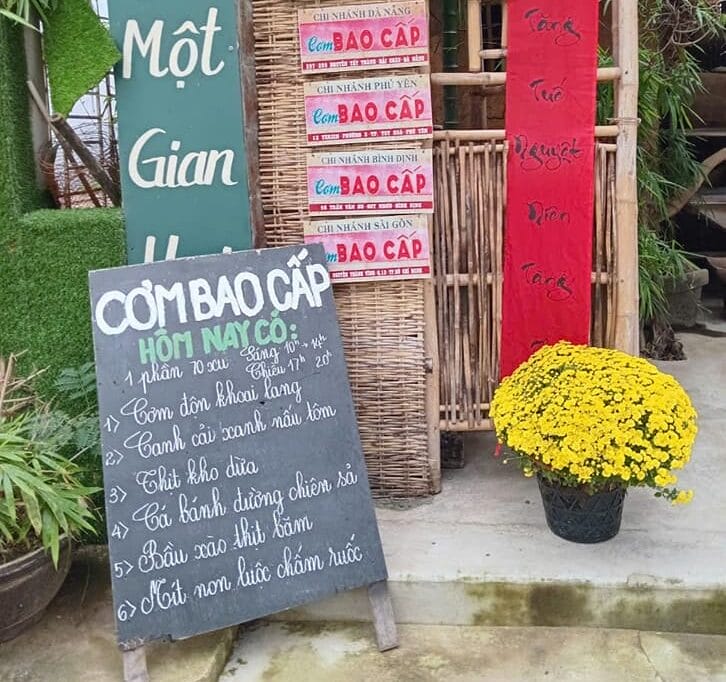 Một
Gian
CHI NHÁNH ĐÀ NẴNG
Cơm BAO CẤP
CHI NHÁNH PHÚ YÊN
Cơm BAO CẤP
CHI NHÁNH BÌNH ĐỊNH
Cơm BAO CẤP
CHI NHÁNH SÀI GÒN
Cơm BAO CẤP
Tăng
Tuế
Nguyệt
Niên
Tăng
CƠM BAO CẤP
HÔM NAY CÓ:
1 phần 70 xu Sáng 10h → 14h
Chiều 17h 20h
1> Cơm độn khoai lang
2> Canh cải xanh nấu tôm
3> Thịt kho dừa
4> Cá bánh đường chiên sả
5> Bầu xào thịt bằm
6> Mít non luộc chấm ruốc